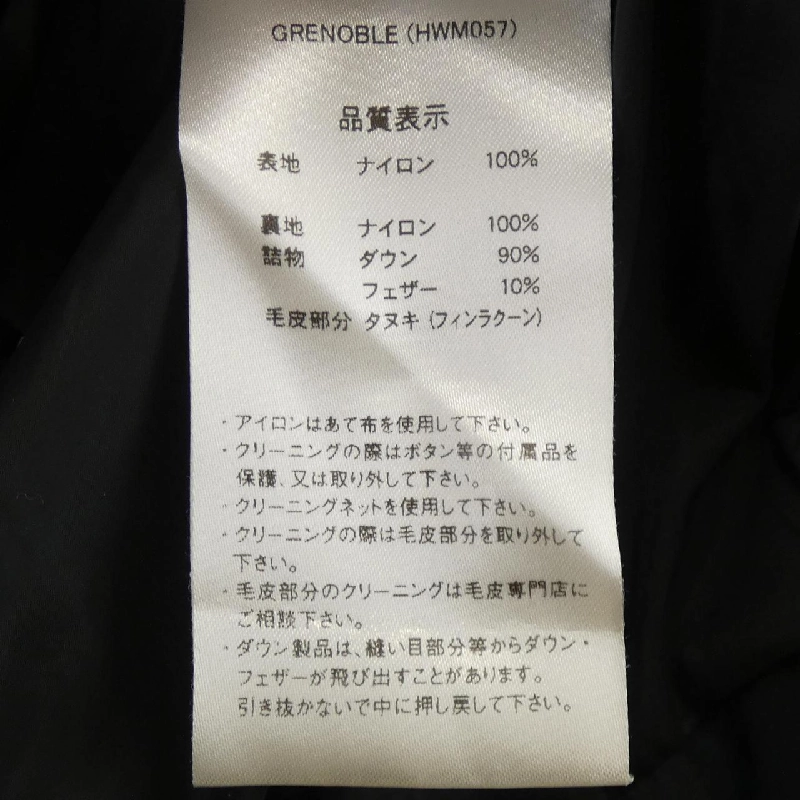 GRENOBLE (HWM057)
品質表示
表地 ナイロン 100%
裏地 ナイロン 100%
詰物 ダウン 90%
フェザー 10%
毛皮部分 タヌキ (フィンラクーン)
・アイロンはあて布を使用して下さい。
・クリーニングの際はボタン等の付属品を
保護、又は取り外して下さい。
・クリーニングネットを使用して下さい。
・クリーニングの際は毛皮部分を取り外して
下さい。
・毛皮部分のクリーニングは毛皮専門店に
ご相談下さい。
・ダウン製品は、縫い目部分等からダウン・
フェザーが飛び出すことがあります。
引き抜かないで中に押し戻して下さい。